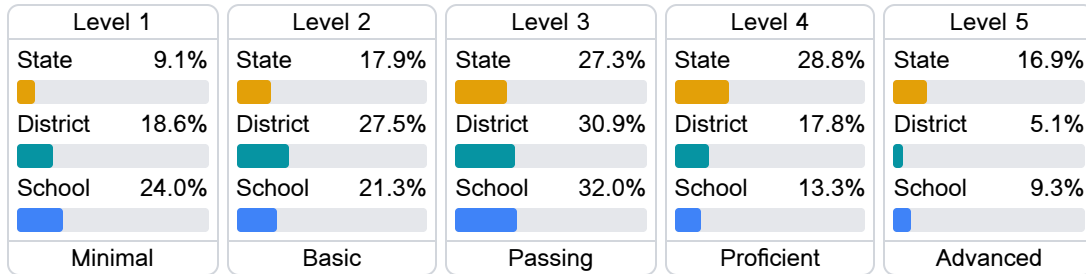 Level 1
State 9.1%
District 18.6%
School 24.0%
Minimal
Level 2
State 17.9%
District 27.5%
School 21.3%
Basic
Level 3
State 27.3%
District 30.9%
School 32.0%
Passing
Level 4
State 28.8%
District 17.8%
School 13.3%
Proficient
Level 5
State 16.9%
District 5.1%
School 9.3%
Advanced